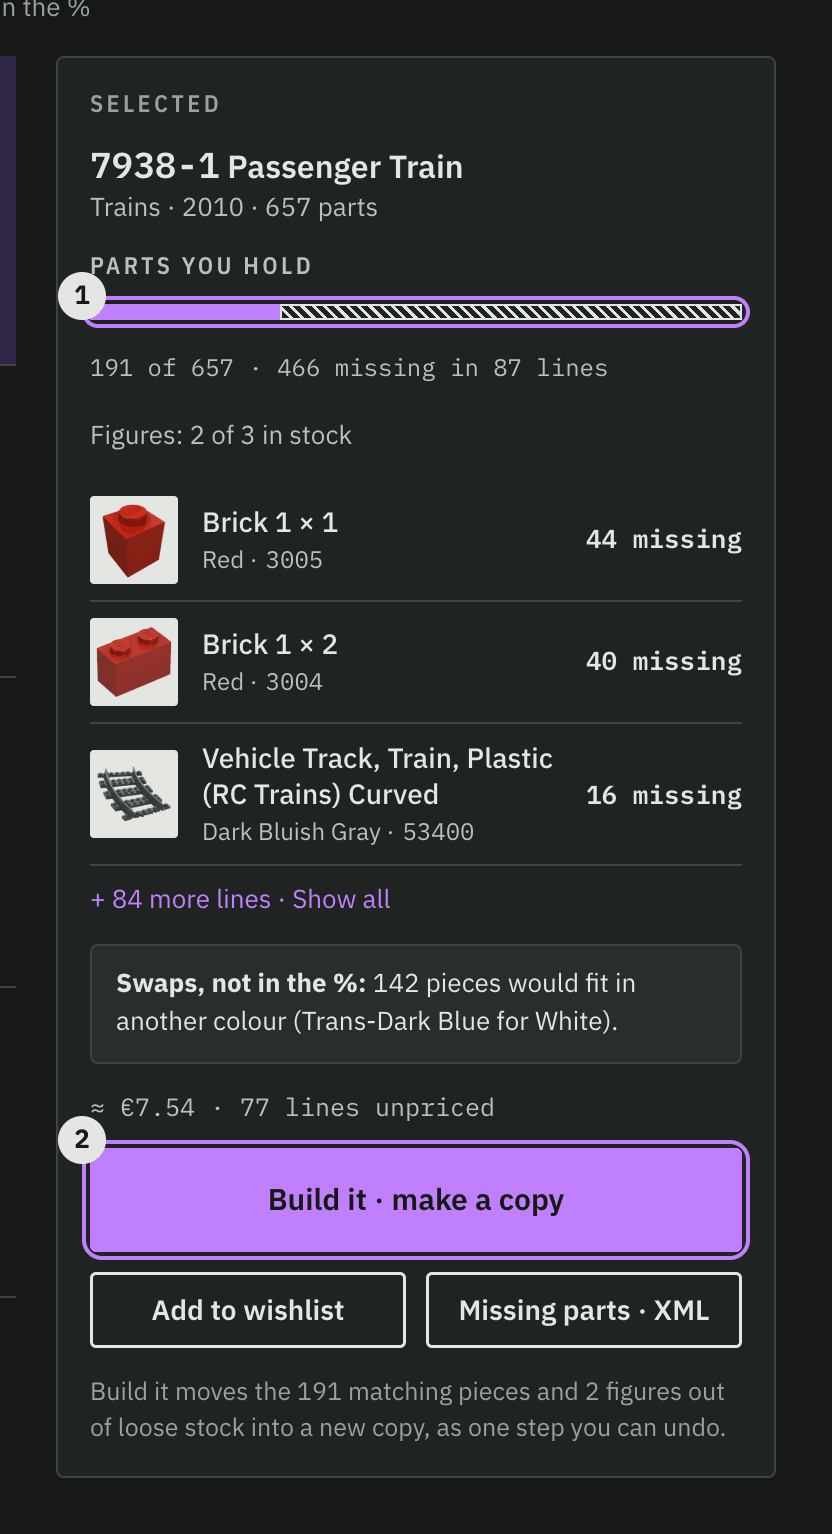 n the %
SELECTED
7938-1 Passenger Train
Trains · 2010 · 657 parts
PARTS YOU HOLD
1
191 of 657 · 466 missing in 87 lines
Figures: 2 of 3 in stock
Brick 1 × 1
Red · 3005
44 missing
Brick 1 × 2
Red · 3004
40 missing
Vehicle Track, Train, Plastic
(RC Trains) Curved
Dark Bluish Gray · 53400
16 missing
+ 84 more lines · Show all
Swaps, not in the %: 142 pieces would fit in
another colour (Trans-Dark Blue for White).
≈ €7.54 · 77 lines unpriced
2
Build it · make a copy
Add to wishlist
Missing parts · XML
Build it moves the 191 matching pieces and 2 figures out
of loose stock into a new copy, as one step you can undo.